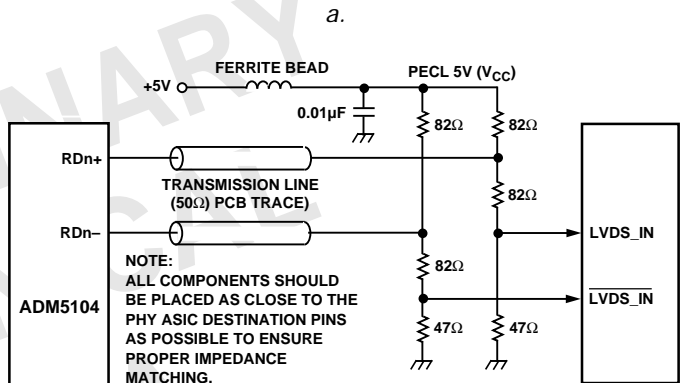 a.
FERRITE BEAD
PECL 5V (VCC)
+5V
0.01μF
82Ω
82Ω
RDn+
TRANSMISSION LINE
(50Ω) PCB TRACE)
82Ω
RDn–
LVDS_IN
NOTE:
ALL COMPONENTS SHOULD
BE PLACED AS CLOSE TO THE
PHY ASIC DESTINATION PINS
AS POSSIBLE TO ENSURE
PROPER IMPEDANCE
MATCHING.
82Ω
LVDS_IN
ADM5104
47Ω
47Ω